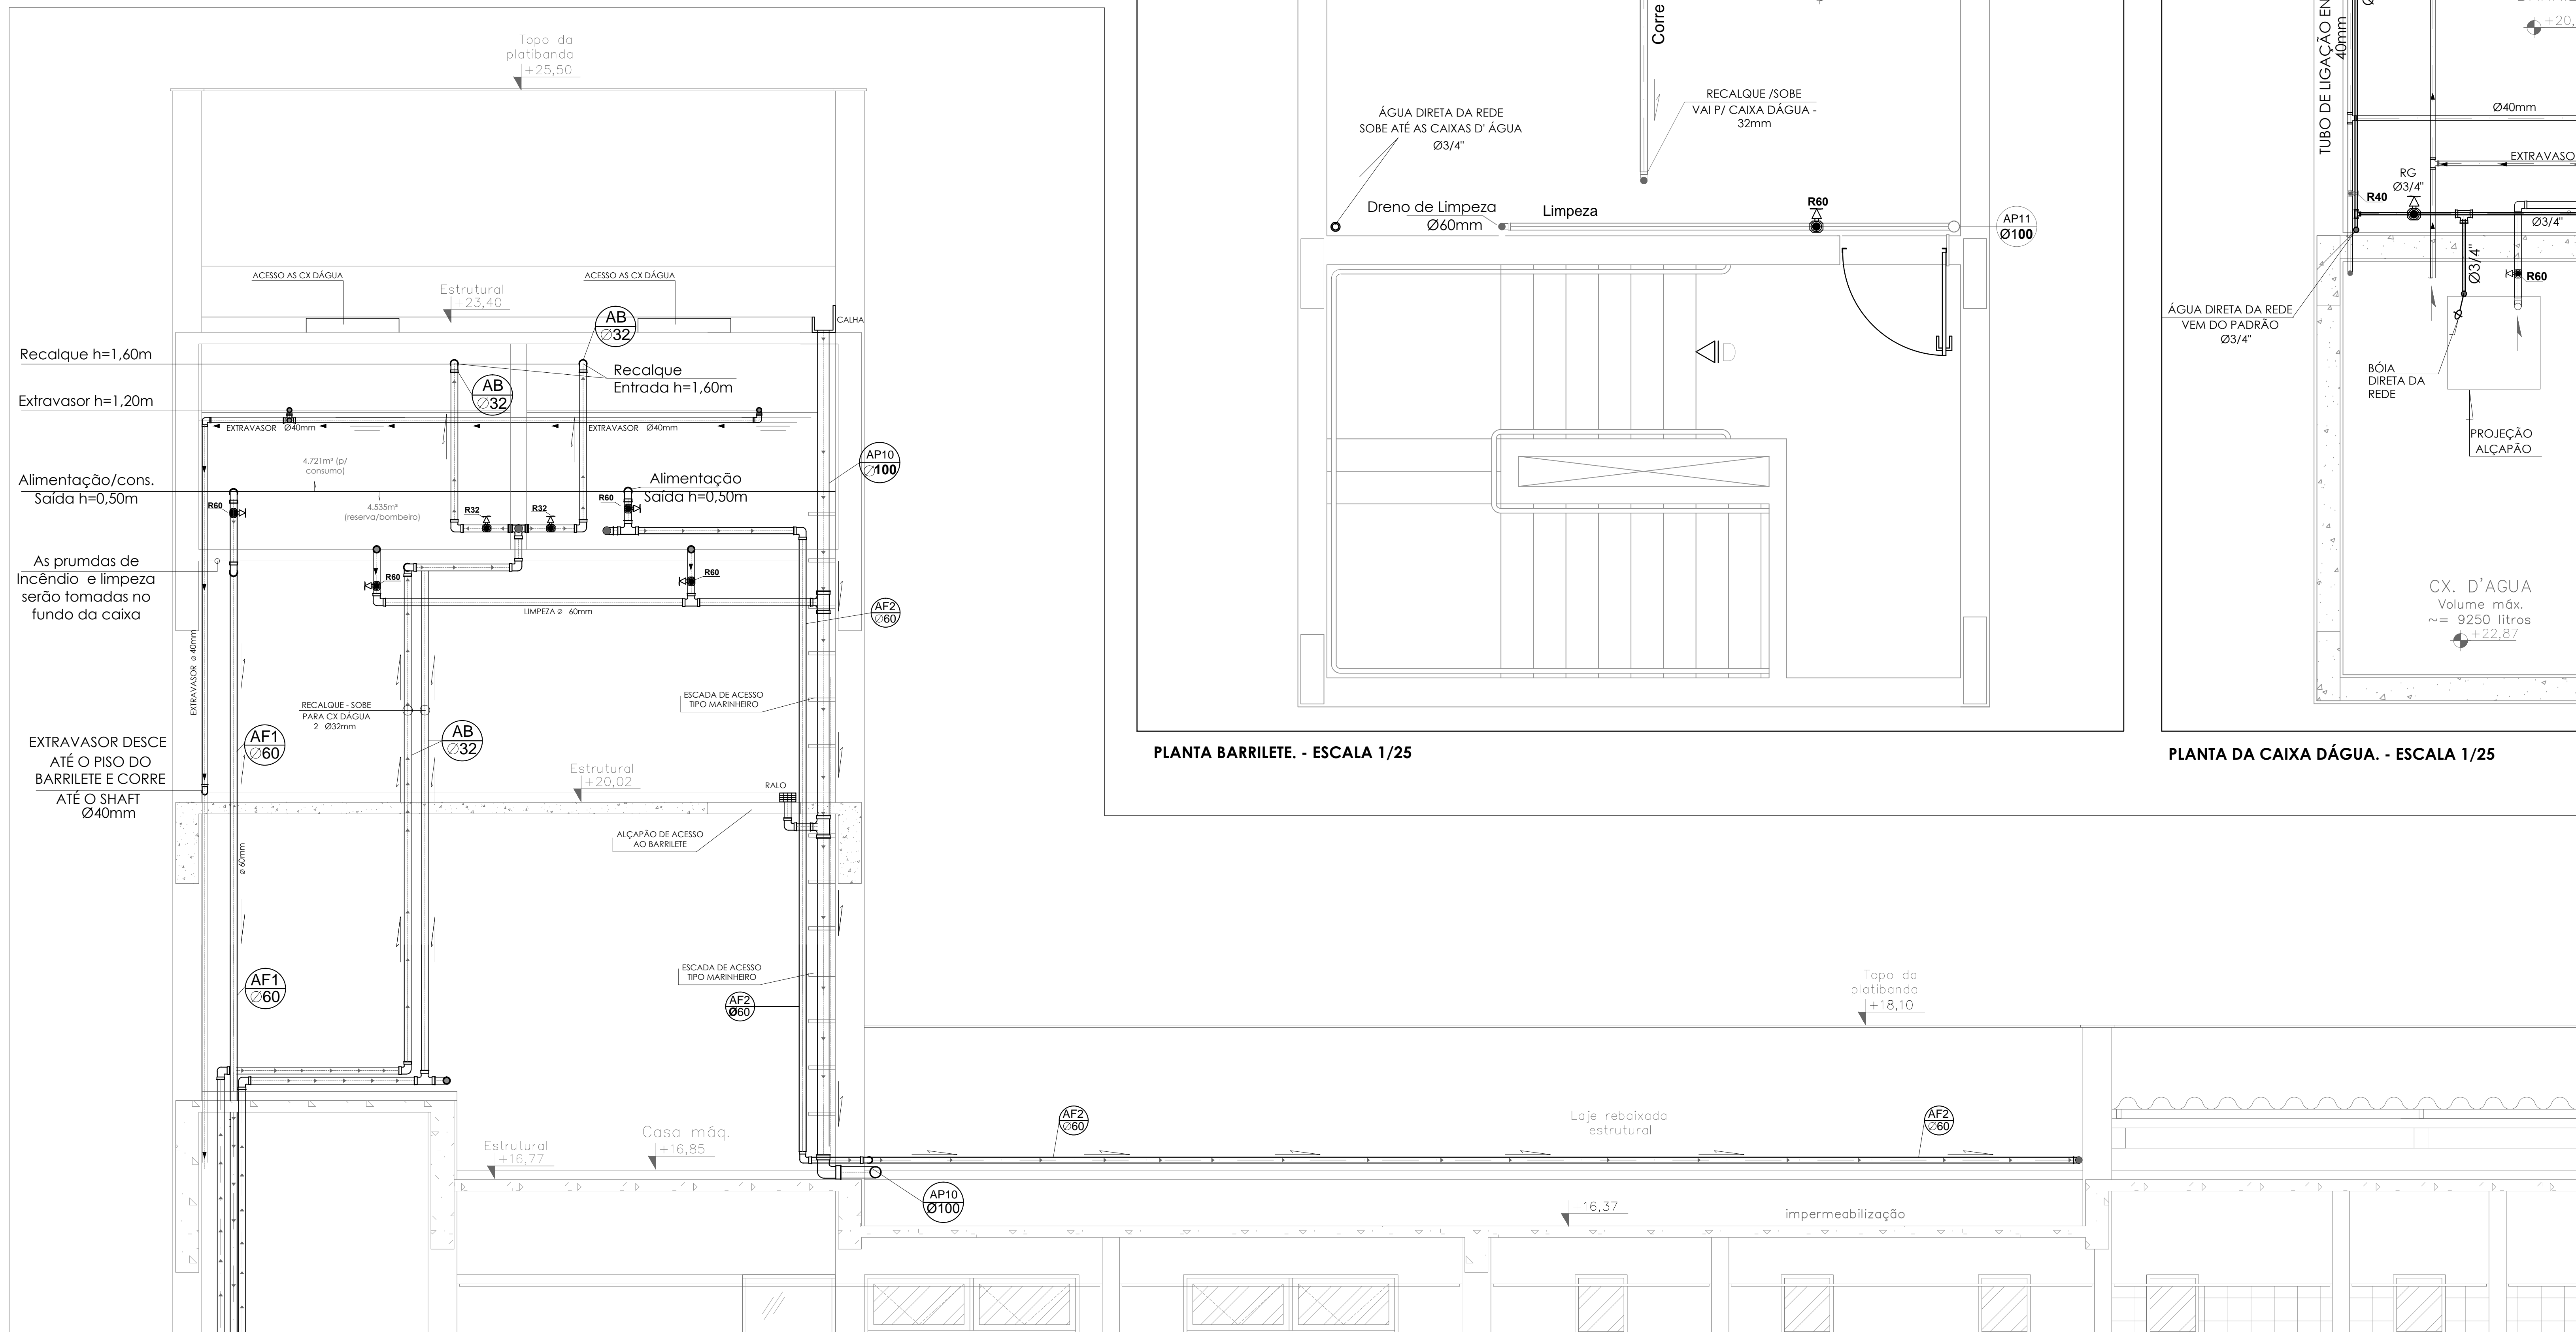 Topo da
platibanda
+25,50
ACESSO AS CX DÁGUA
ACESSO AS CX DÁGUA
Estrutural
+23,40
AB
Ø32
CALHA
Recalque h=1,60m
Recalque
Entrada h=1,60m
AB
Ø32
Extravasor h=1,20m
EXTRAVASOR Ø40mm
EXTRAVASOR Ø40mm
4.721m³ (p/
consumo)
AP10
Ø100
Alimentação/cons.
Saída h=0,50m
Alimentação
Saída h=0,50m
R60
R60
4.535m³
(reserva/bombeiro)
R32
R32
As prumdas de
Incêndio e limpeza
serão tomadas no
fundo da caixa
R60
R60
LIMPEZA Ø 60mm
AF2
Ø60
EXTRAVASOR Ø 40mm
RECALQUE - SOBE
PARA CX DÁGUA
2 Ø32mm
ESCADA DE ACESSO
TIPO MARINHEIRO
AF1
Ø60
AB
Ø32
EXTRAVASOR DESCE
ATÉ O PISO DO
BARRILETE E CORRE
ATÉ O SHAFT
Ø40mm
Estrutural
+20,02
RALO
ALÇAPÃO DE ACESSO
AO BARRILETE
Ø 60mm
AF1
Ø60
ESCADA DE ACESSO
TIPO MARINHEIRO
AF2
Ø60
Estrutural
+16,77
Casa máq.
+16,85
AP10
Ø100
AF2
Ø60
Laje rebaixada
estrutural
AF2
Ø60
Topo da
platibanda
+18,10
+16,37
impermeabilização
Corre
RECALQUE /SOBE
VAI P/ CAIXA DÁGUA -
32mm
ÁGUA DIRETA DA REDE
SOBE ATÉ AS CAIXAS D' ÁGUA
Ø3/4"
Dreno de Limpeza
Ø60mm
Limpeza
R60
AP11
Ø100
D
PLANTA BARRILETE. - ESCALA 1/25
TUBO DE LIGAÇÃO EN
40mm
+20,
Ø40mm
EXTRAVASO
RG
Ø3/4"
R40
Ø3/4"
Ø3/4"
R60
ÁGUA DIRETA DA REDE
VEM DO PADRÃO
Ø3/4"
BÓIA
DIRETA DA
REDE
PROJEÇÃO
ALÇAPÃO
CX. D'AGUA
Volume máx.
~= 9250 litros
+22,87
PLANTA DA CAIXA DÁGUA. - ESCALA 1/25